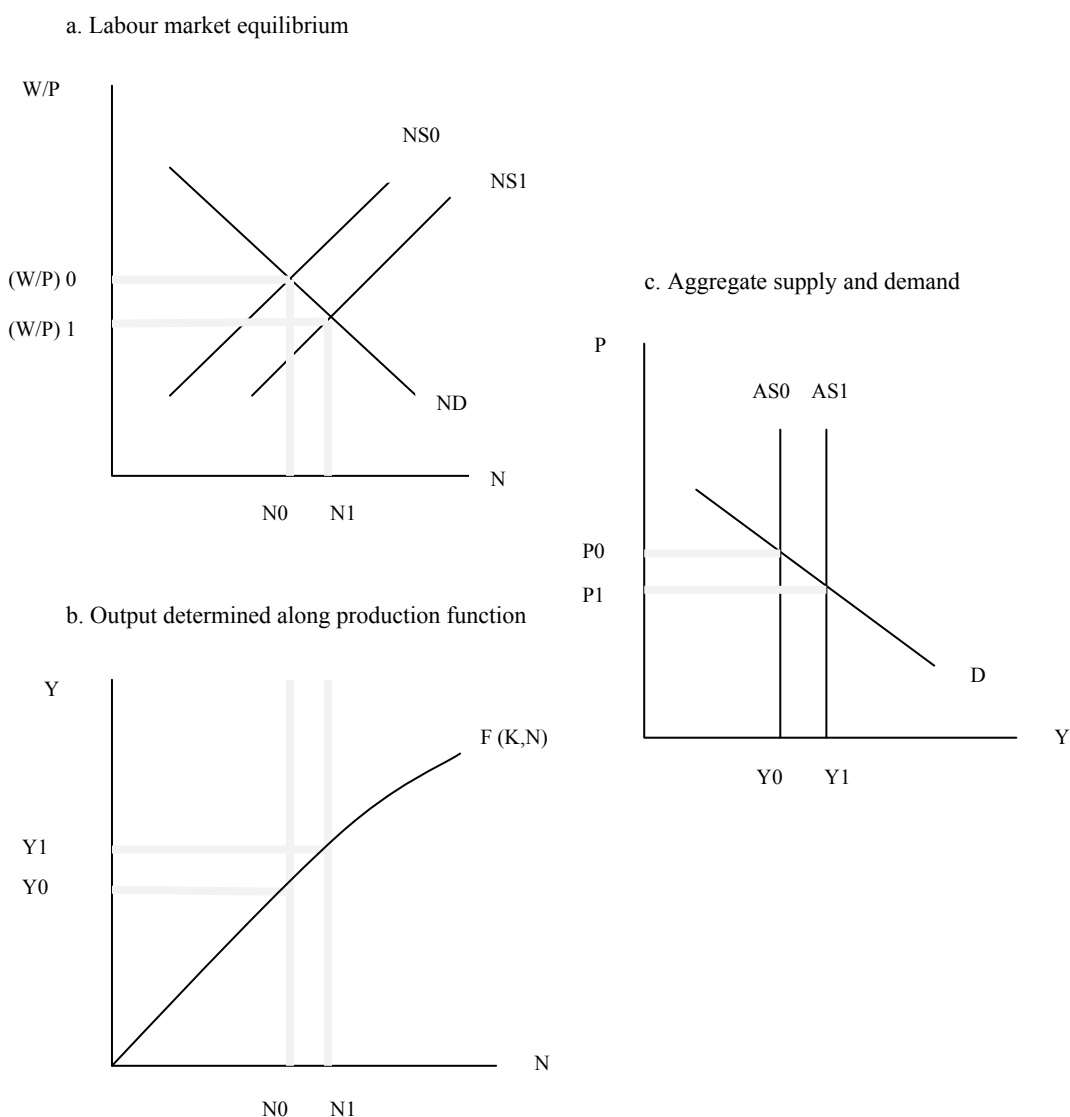 a. Labour market equilibrium
W/P
NS0
NS1
(W/P) 0
(W/P) 1
ND
N
N0 N1
b. Output determined along production function
Y
F (K,N)
Y1
Y0
N
N0 N1
c. Aggregate supply and demand
P
AS0 AS1
P0
P1
D
Y
Y0 Y1